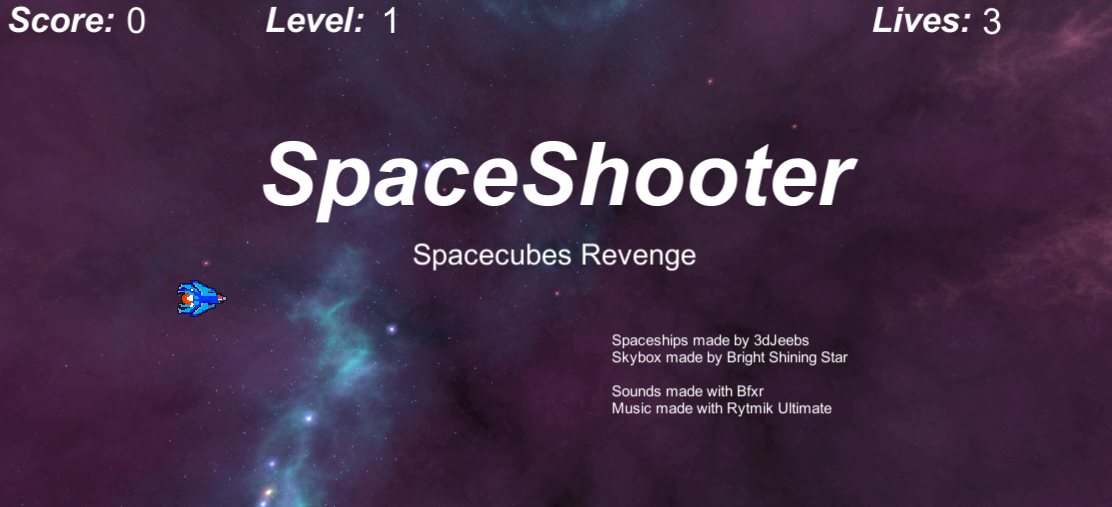 Score: 0 Level: 1 Lives: 3
SpaceShooter
Spacecubes Revenge
Spaceships made by 3dJeebs
Skybox made by Bright Shining Star
Sounds made with Bfxr
Music made with Rytmik Ultimate